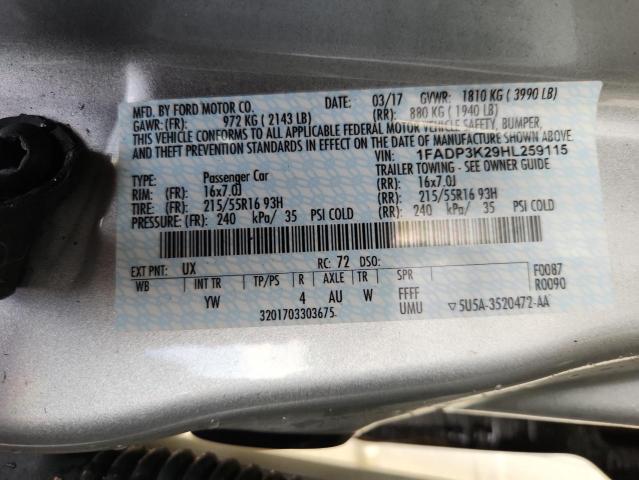 MFD. BY FORD MOTOR CO. 03/17 GVWR: 1810 KG ( 3990 LB)
GAWR: (FR): 972 KG ( 2143 LB) (RR): 880 KG ( 1940 LB)
THIS VEHICLE CONFORMS TO ALL APPLICABLE FEDERAL MOTOR VEHICLE SAFETY, BUMPER,
AND THEFT PREVENTION STANDARDS IN EFFECT ON THE DATE OF MANUFACTURE SHOWN ABOVE.
VIN: 1FADP3K29HL259115
TYPE: Passenger Car TRAILER TOWING - SEE OWNER GUIDE
RIM: (FR): 16x7.0J (RR): 16x7.0J
TIRE: (FR): 215/55R16 93H (RR): 215/55R16 93H
PRESSURE: (FR): 240 kPa/ 35 PSI COLD (RR): 240 kPa/ 35 PSI COLD
EXT PNT: UX RC: 72 DSO: F0087
WB INT TR TP/PS R AXLE TR SPR R0090
YW 4 AU W FFFF
3201703303675 UMU ▽5U5A-3520472-AA